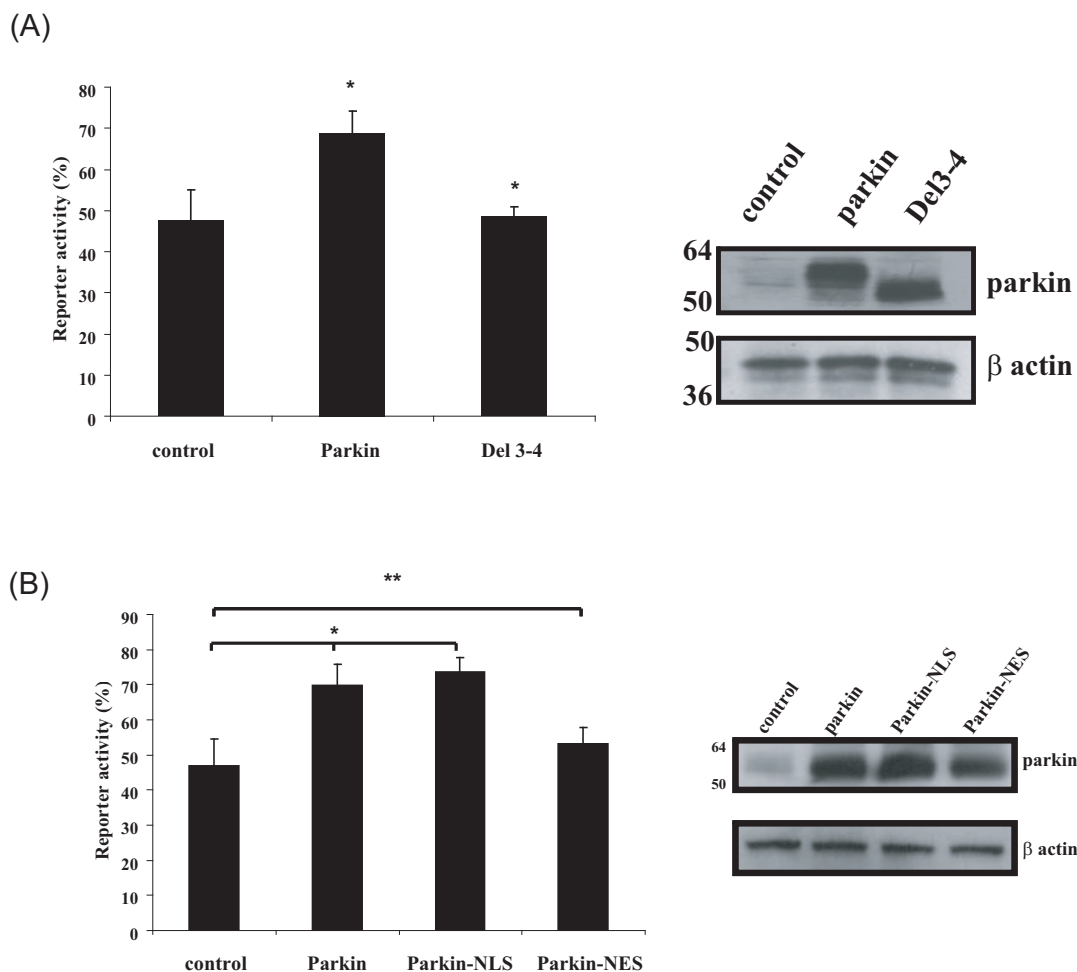 (A)
80
70
60
50
40
30
20
10
0
Reporter activity (%)
*
*
control Parkin Del 3-4
control parkin Del3-4
64
50
parkin
50
36
β actin
(B)
90
80
70
60
50
40
30
20
10
0
Reporter activity (%)
**
*
control Parkin Parkin-NLS Parkin-NES
control parkin Parkin-NLS Parkin-NES
64
50
parkin
β actin